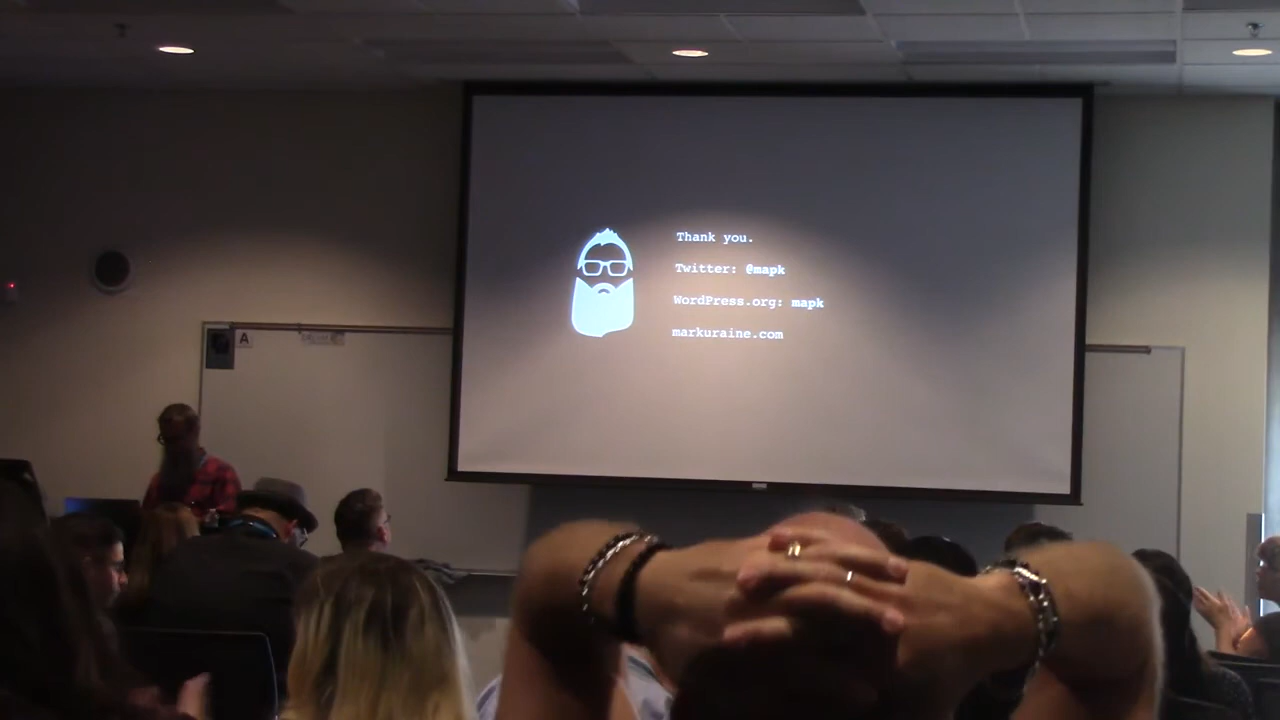 Thank you.
Twitter: @mapk
WordPress.org: mapk
markuraine.com
A